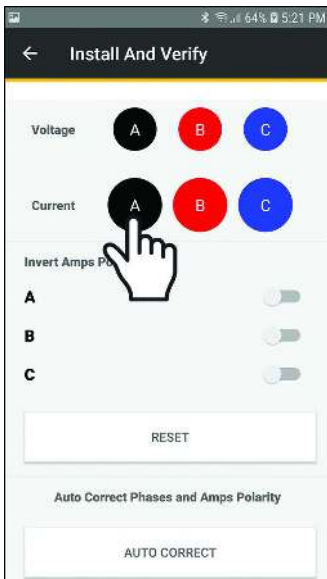 64% 5:21 PM
Install And Verify
Voltage A B C
Current A B C
Invert Amps Po
A
B
C
RESET
Auto Correct Phases and Amps Polarity
AUTO CORRECT